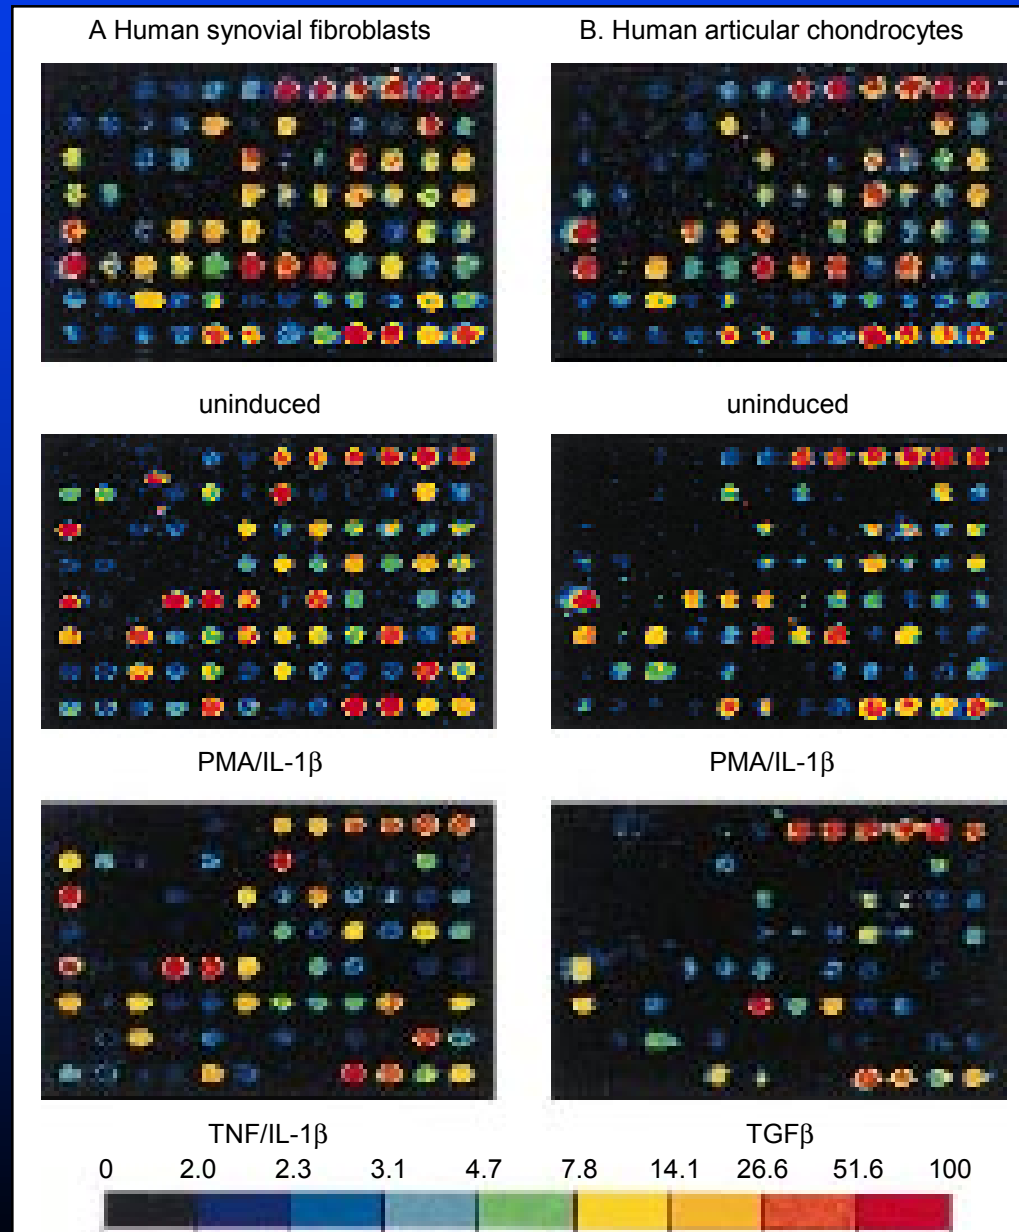 A Human synovial fibroblasts B. Human articular chondrocytes
uninduced uninduced
PMA/IL-1β PMA/IL-1β
TNF/IL-1β TGFβ
0 2.0 2.3 3.1 4.7 7.8 14.1 26.6 51.6 100